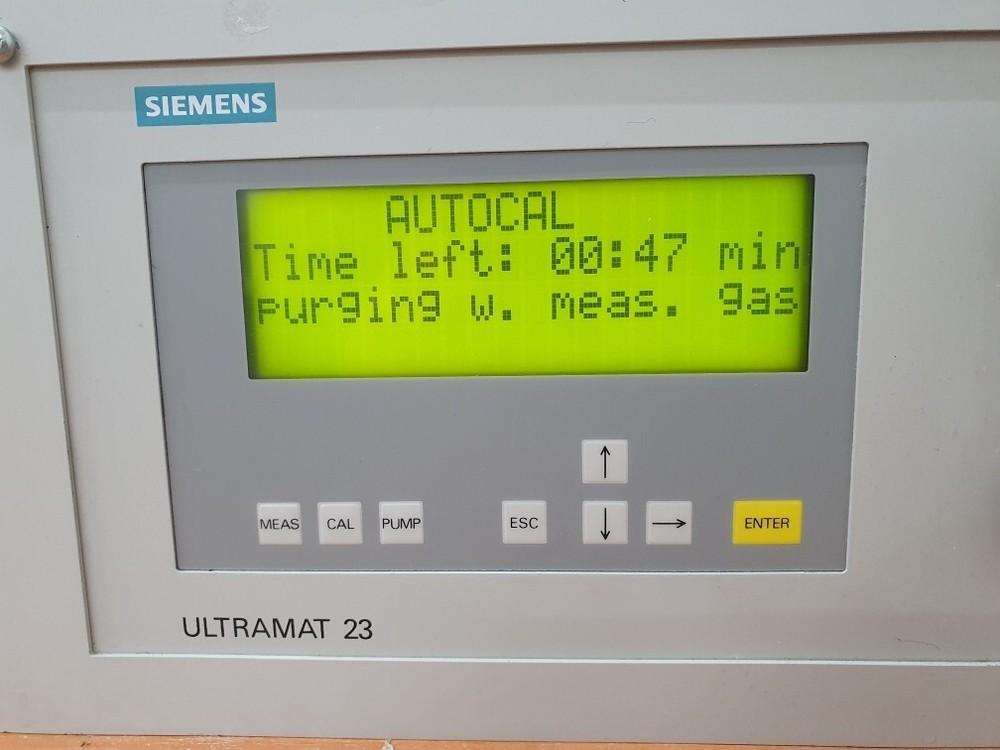 SIEMENS
AUTOCAL
Time left: 00:47 min
purging w. meas. gas
↑
MEAS CAL PUMP ESC ↓ → ENTER
ULTRAMAT 23